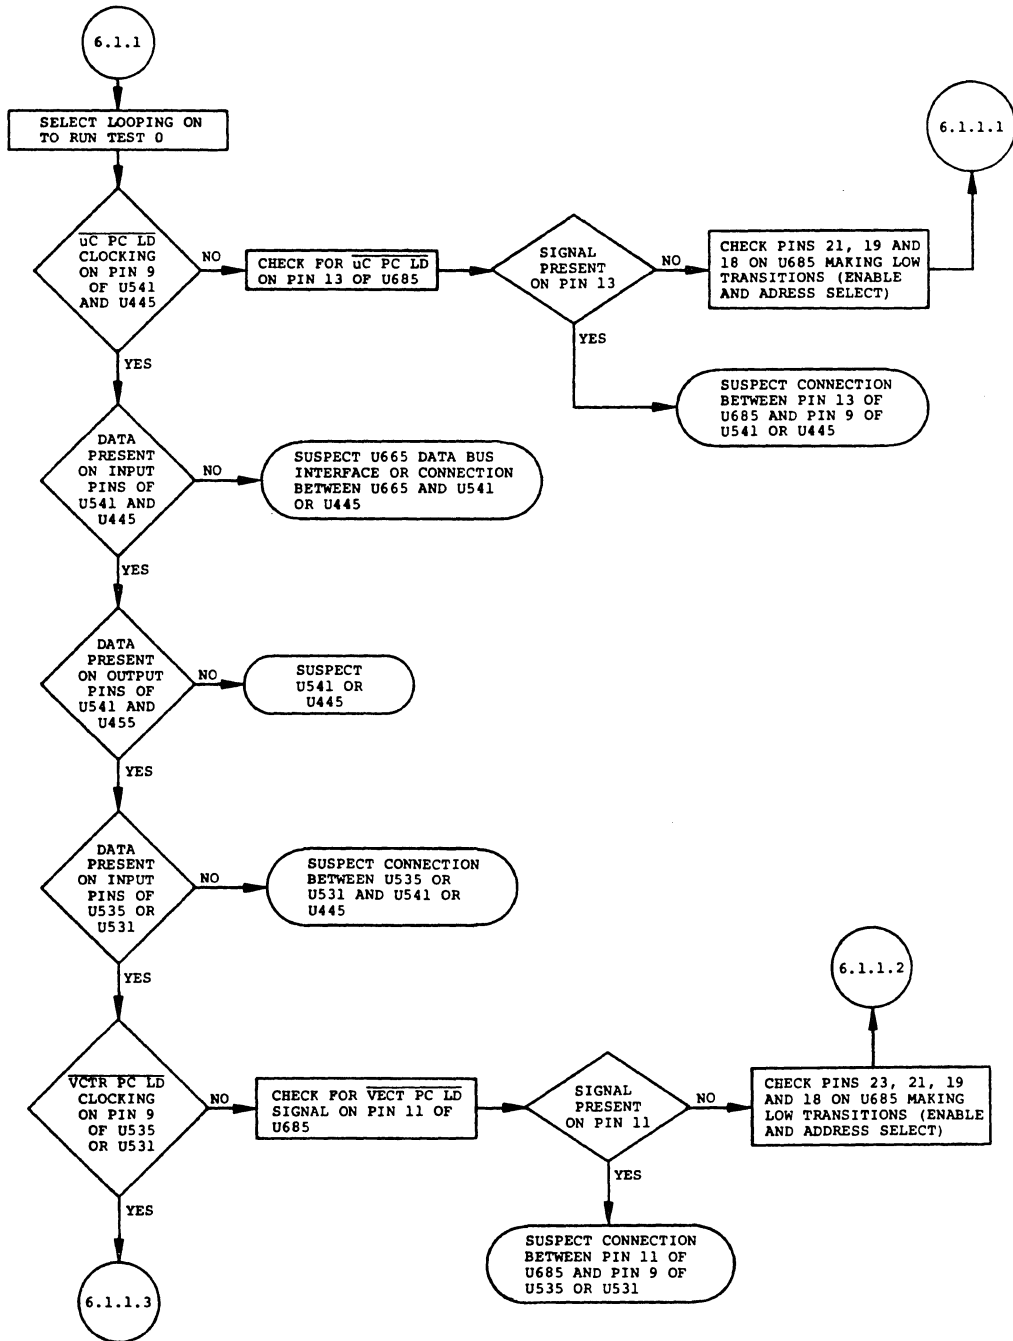 6.1.1
SELECT LOOPING ON
TO RUN TEST 0
6.1.1.1
uC PC LD
CLOCKING
ON PIN 9
OF U541
AND U445
NO
CHECK FOR uC PC LD
ON PIN 13 OF U685
SIGNAL
PRESENT
ON PIN 13
NO
CHECK PINS 21, 19 AND
18 ON U685 MAKING LOW
TRANSITIONS (ENABLE
AND ADRESS SELECT)
YES
YES
SUSPECT CONNECTION
BETWEEN PIN 13 OF
U685 AND PIN 9 OF
U541 OR U445
DATA
PRESENT
ON INPUT
PINS OF
U541 AND
U445
NO
SUSPECT U665 DATA BUS
INTERFACE OR CONNECTION
BETWEEN U665 AND U541
OR U445
YES
DATA
PRESENT
ON OUTPUT
PINS OF
U541 AND
U455
NO
SUSPECT
U541 OR
U445
YES
DATA
PRESENT
ON INPUT
PINS OF
U535 OR
U531
NO
SUSPECT CONNECTION
BETWEEN U535 OR
U531 AND U541 OR
U445
YES
6.1.1.2
VCTR PC LD
CLOCKING
ON PIN 9
OF U535
OR U531
NO
CHECK FOR VECT PC LD
SIGNAL ON PIN 11 OF
U685
SIGNAL
PRESENT
ON PIN 11
NO
CHECK PINS 23, 21, 19
AND 18 ON U685 MAKING
LOW TRANSITIONS (ENABLE
AND ADDRESS SELECT)
YES
YES
SUSPECT CONNECTION
BETWEEN PIN 11 OF
U685 AND PIN 9 OF
U535 OR U531
6.1.1.3